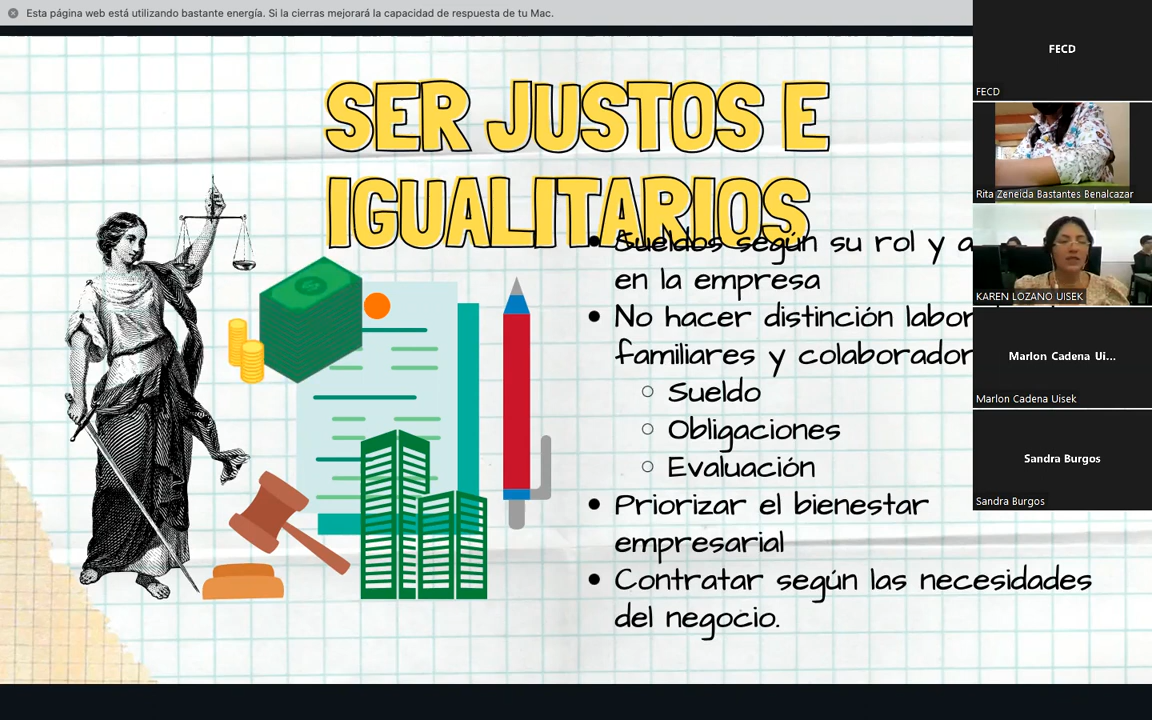 Esta página web está utilizando bastante energía. Si la cierras mejorará la capacidad de respuesta de tu Mac.
SER JUSTOS E
IGUALITARIOS
Sueldos según su rol y
en la empresa
No hacer distinción
familiares y
Sueldo
Obligaciones
Evaluación
Priorizar el bienestar
empresarial
Contratar según las necesidades
del negocio.
FECD
FECD
Rita Zeneida Bastantes Benalcazar
KAREN LOZANO UISEK
Marlon Cadena Ui...
Marlon Cadena Uisek
Sandra Burgos
Sandra Burgos